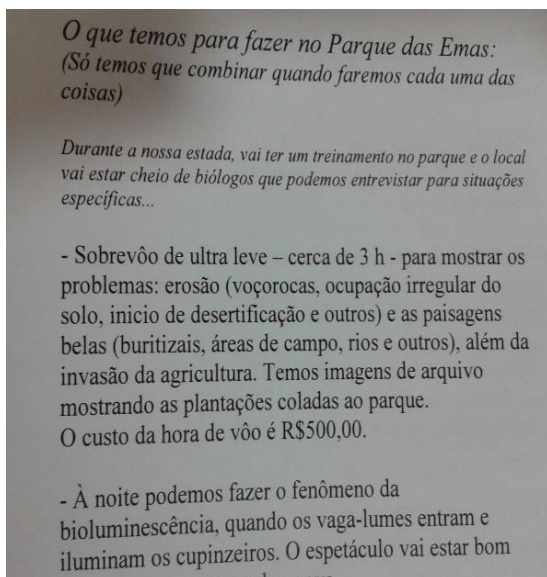 O que temos para fazer no Parque das Emas:
(Só temos que combinar quando faremos cada uma das
coisas)
Durante a nossa estada, vai ter um treinamento no parque e o local
vai estar cheio de biólogos que podemos entrevistar para situações
específicas...
- Sobrevôo de ultra leve – cerca de 3 h - para mostrar os
problemas: erosão (voçorocas, ocupação irregular do
solo, inicio de desertificação e outros) e as paisagens
belas (buritizais, áreas de campo, rios e outros), além da
invasão da agricultura. Temos imagens de arquivo
mostrando as plantações coladas ao parque.
O custo da hora de vôo é R$500,00.
- À noite podemos fazer o fenômeno da
bioluminescência, quando os vaga-lumes entram e
iluminam os cupinzeiros. O espetáculo vai estar bom